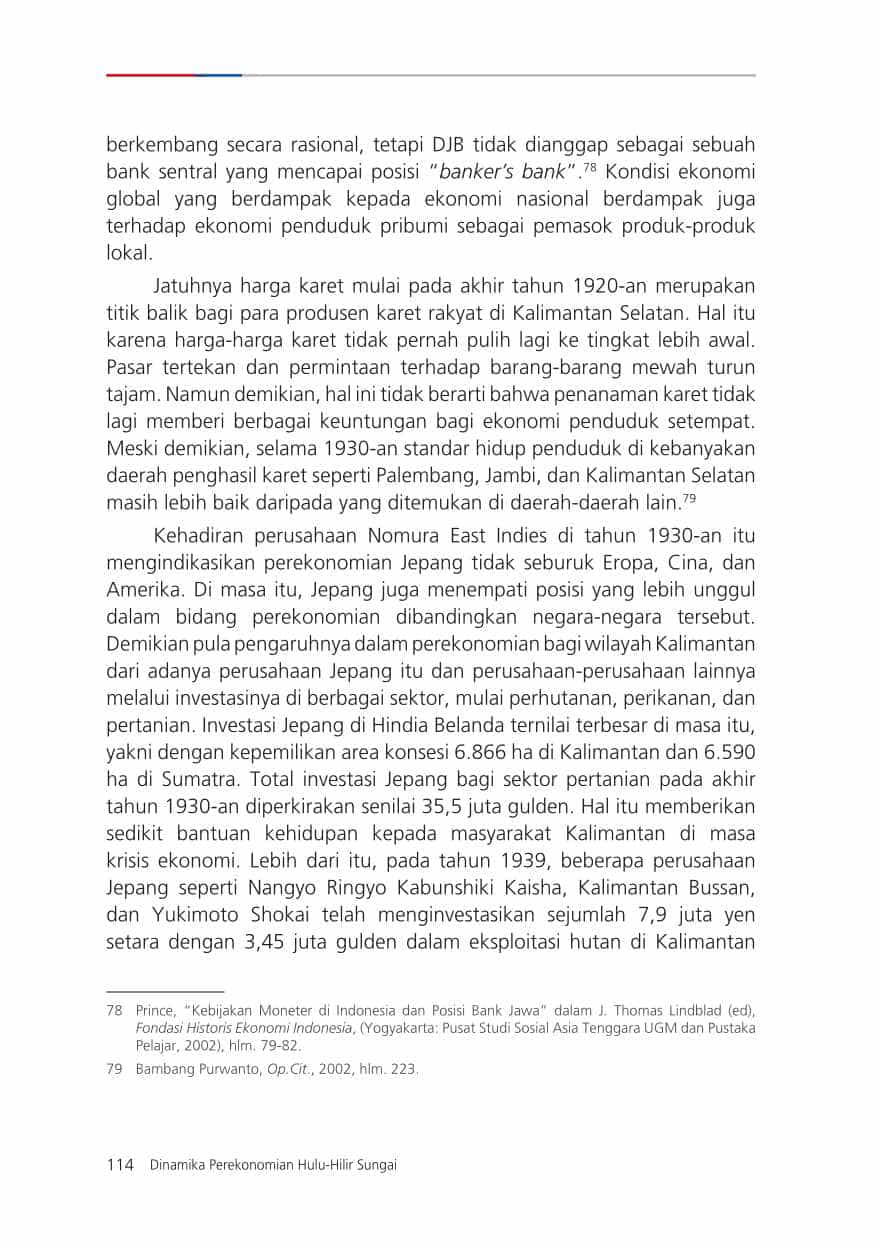 berkembang secara rasional, tetapi DJB tidak dianggap sebagai sebuah
bank sentral yang mencapai posisi “banker’s bank“.78 Kondisi ekonomi
global yang berdampak kepada ekonomi nasional berdampak juga
terhadap ekonomi penduduk pribumi sebagai pemasok produk-produk
lokal.
Jatuhnya harga karet mulai pada akhir tahun 1920-an merupakan
titik balik bagi para produsen karet rakyat di Kalimantan Selatan. Hal itu
karena harga-harga karet tidak pernah pulih lagi ke tingkat lebih awal.
Pasar tertekan dan permintaan terhadap barang-barang mewah turun
tajam. Namun demikian, hal ini tidak berarti bahwa penanaman karet tidak
lagi memberi berbagai keuntungan bagi ekonomi penduduk setempat.
Meski demikian, selama 1930-an standar hidup penduduk di kebanyakan
daerah penghasil karet seperti Palembang, Jambi, dan Kalimantan Selatan
masih lebih baik daripada yang ditemukan di daerah-daerah lain.79
Kehadiran perusahaan Nomura East Indies di tahun 1930-an itu
mengindikasikan perekonomian Jepang tidak seburuk Eropa, Cina, dan
Amerika. Di masa itu, Jepang juga menempati posisi yang lebih unggul
dalam bidang perekonomian dibandingkan negara-negara tersebut.
Demikian pula pengaruhnya dalam perekonomian bagi wilayah Kalimantan
dari adanya perusahaan Jepang itu dan perusahaan-perusahaan lainnya
melalui investasinya di berbagai sektor, mulai perhutanan, perikanan, dan
pertanian. Investasi Jepang di Hindia Belanda ternilai terbesar di masa itu,
yakni dengan kepemilikan area konsesi 6.866 ha di Kalimantan dan 6.590
ha di Sumatra. Total investasi Jepang bagi sektor pertanian pada akhir
tahun 1930-an diperkirakan senilai 35,5 juta gulden. Hal itu memberikan
sedikit bantuan kehidupan kepada masyarakat Kalimantan di masa
krisis ekonomi. Lebih dari itu, pada tahun 1939, beberapa perusahaan
Jepang seperti Nangyo Ringyo Kabunshiki Kaisha, Kalimantan Bussan,
dan Yukimoto Shokai telah menginvestasikan sejumlah 7,9 juta yen
setara dengan 3,45 juta gulden dalam eksploitasi hutan di Kalimantan
78 Prince, “Kebijakan Moneter di Indonesia dan Posisi Bank Jawa” dalam J. Thomas Lindblad (ed),
Fondasi Historis Ekonomi Indonesia, (Yogyakarta: Pusat Studi Sosial Asia Tenggara UGM dan Pustaka
Pelajar, 2002), hlm. 79-82.
79 Bambang Purwanto, Op.Cit., 2002, hlm. 223.
114 Dinamika Perekonomian Hulu-Hilir Sungai